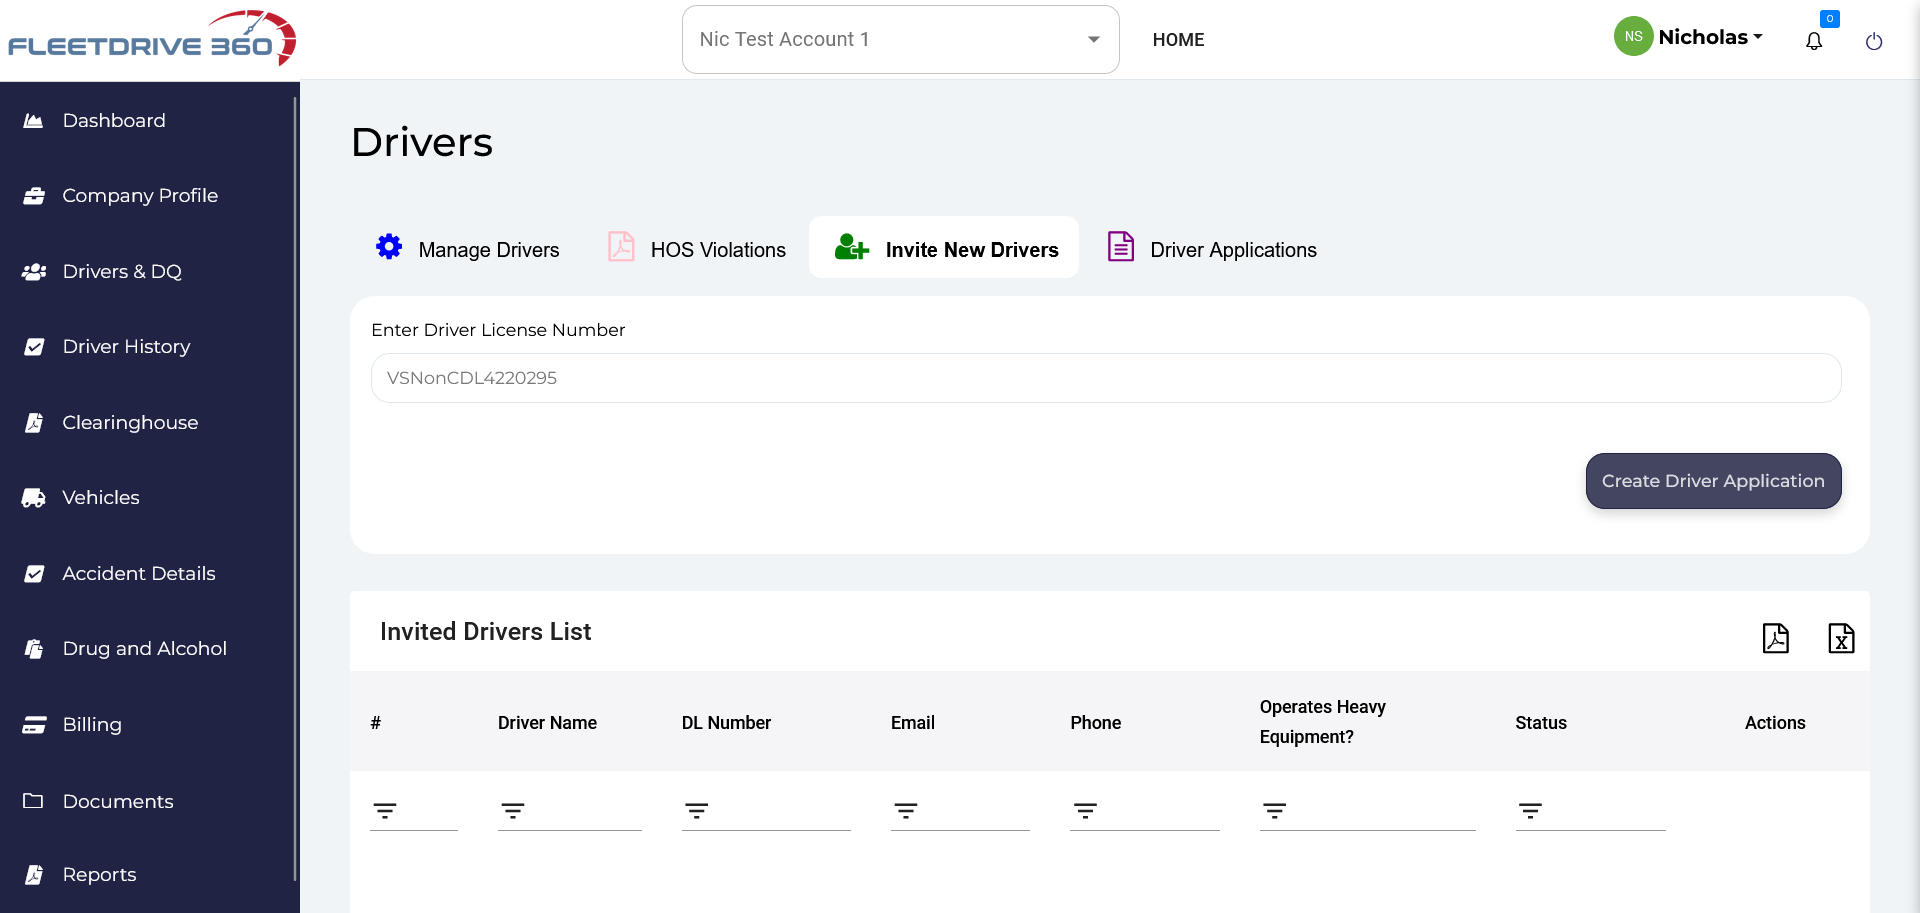 FLEETDRIVE 360
Nic Test Account 1
HOME
NS
Nicholas
0
Dashboard
Company Profile
Drivers & DQ
Driver History
Clearinghouse
Vehicles
Accident Details
Drug and Alcohol
Billing
Documents
Reports
Drivers
Manage Drivers
HOS Violations
Invite New Drivers
Driver Applications
Enter Driver License Number
VSNonCDL4220295
Create Driver Application
Invited Drivers List
#
Driver Name
DL Number
Email
Phone
Operates Heavy
Equipment?
Status
Actions